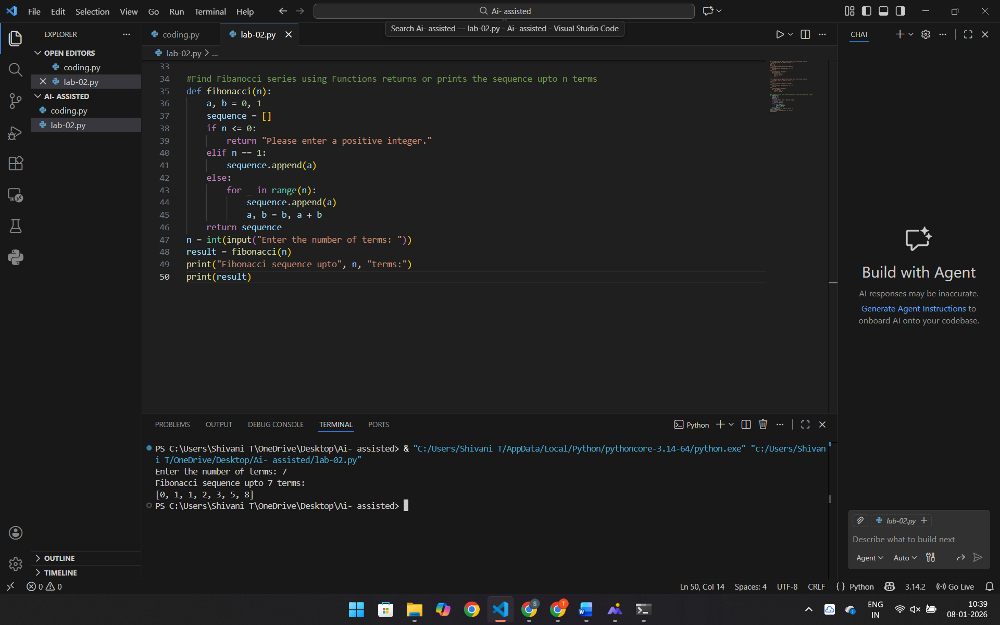 File Edit Selection View Go Run Terminal Help
Ai- assisted
Search Ai- assisted — lab-02.py - Ai- assisted - Visual Studio Code
EXPLORER
OPEN EDITORS
coding.py
lab-02.py
AI- ASSISTED
coding.py
lab-02.py
OUTLINE
TIMELINE
coding.py
lab-02.py
lab-02.py > ...
33
34 #Find Fibanocci series using Functions returns or prints the sequence upto n terms
35 def fibonacci(n):
36     a, b = 0, 1
37     sequence = []
38     if n <= 0:
39         return "Please enter a positive integer."
40     elif n == 1:
41         sequence.append(a)
42     else:
43         for _ in range(n):
44             sequence.append(a)
45             a, b = b, a + b
46     return sequence
47 n = int(input("Enter the number of terms: "))
48 result = fibonacci(n)
49 print("Fibonacci sequence upto", n, "terms:")
50 print(result)
PROBLEMS OUTPUT DEBUG CONSOLE TERMINAL PORTS
Python
PS C:\Users\Shivani T\OneDrive\Desktop\Ai- assisted> & "C:/Users/Shivani T/AppData/Local/Python/pythoncore-3.14-64/python.exe" "c:/Users/Shivan
i T/OneDrive/Desktop/Ai- assisted/lab-02.py"
Enter the number of terms: 7
Fibonacci sequence upto 7 terms:
[0, 1, 1, 2, 3, 5, 8]
PS C:\Users\Shivani T\OneDrive\Desktop\Ai- assisted>
CHAT
Build with Agent
AI responses may be inaccurate.
Generate Agent Instructions to
onboard AI onto your codebase.
lab-02.py
Describe what to build next
Agent Auto
0 0
Ln 50, Col 14 Spaces: 4 UTF-8 CRLF { } Python 3.14.2 Go Live
S
T
ENG
IN
10:39
08-01-2026